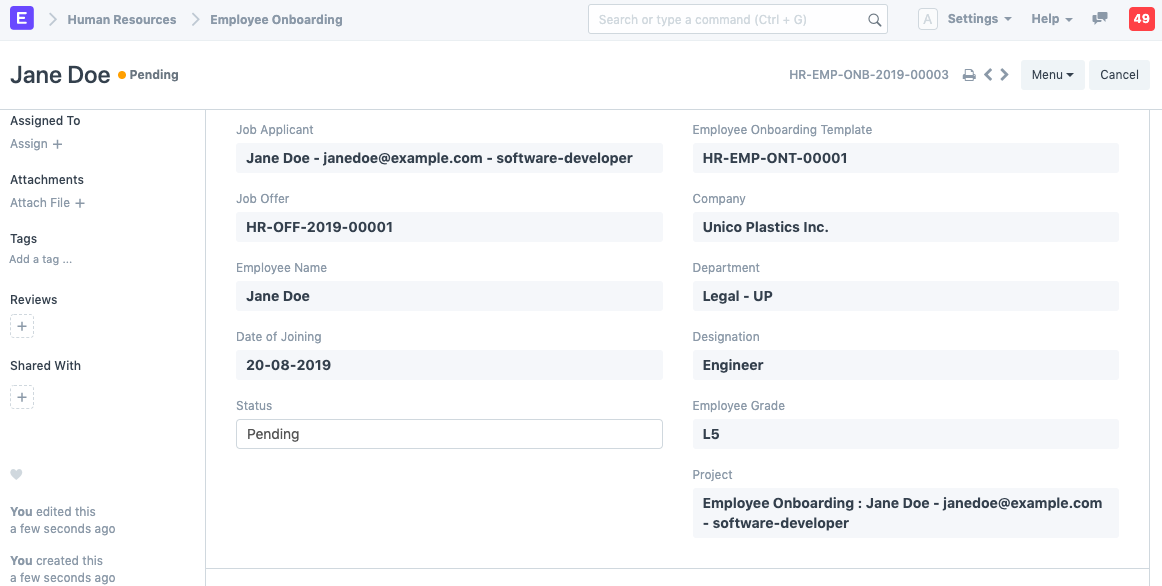 E
Human Resources
Employee Onboarding
Search or type a command (Ctrl + G)
A
Settings
Help
49
Jane Doe
Pending
HR-EMP-ONB-2019-00003
Menu
Cancel
Assigned To
Assign +
Attachments
Attach File +
Tags
Add a tag ...
Reviews
+
Shared With
+
You edited this
a few seconds ago
You created this
a few seconds ago
Job Applicant
Jane Doe - janedoe@example.com - software-developer
Job Offer
HR-OFF-2019-00001
Employee Name
Jane Doe
Date of Joining
20-08-2019
Status
Pending
Employee Onboarding Template
HR-EMP-ONT-00001
Company
Unico Plastics Inc.
Department
Legal - UP
Designation
Engineer
Employee Grade
L5
Project
Employee Onboarding : Jane Doe - janedoe@example.com
- software-developer